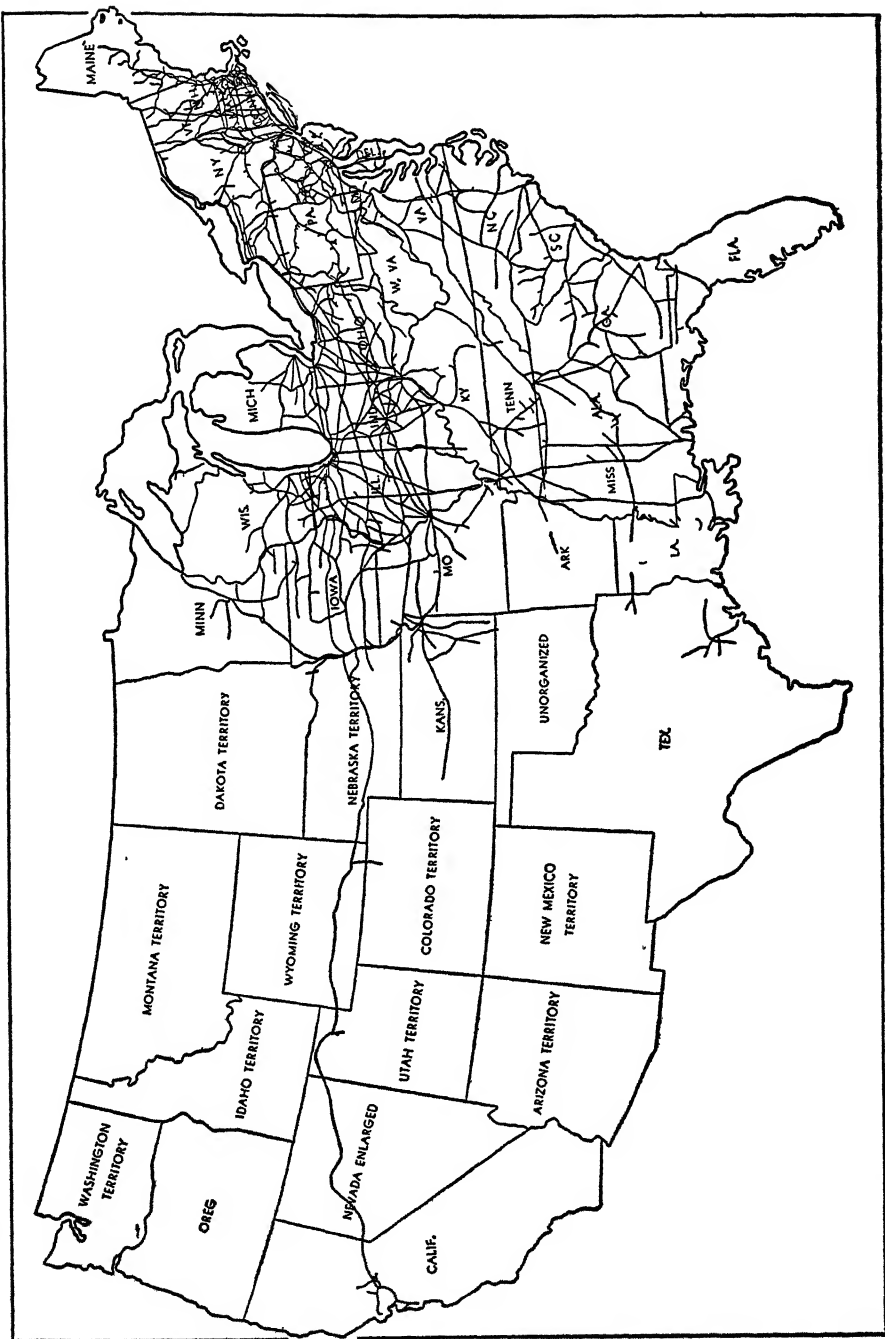 WASHINGTON
TERRITORY
OREG
CALIF.
NEVADA ENLARGED
IDAHO TERRITORY
MONTANA TERRITORY
WYOMING TERRITORY
UTAH TERRITORY
ARIZONA TERRITORY
COLORADO TERRITORY
NEW MEXICO
TERRITORY
DAKOTA TERRITORY
NEBRASKA TERRITORY
KANS.
UNORGANIZED
TEX.
MINN
IOWA
MO
ARK
LA.
WIS.
ILL.
MICH
IND
OHIO
KY
TENN
MISS
ALA.
GA.
FLA.
SC
NC
VA
W. VA
PA.
NY
DEL.
MAINE